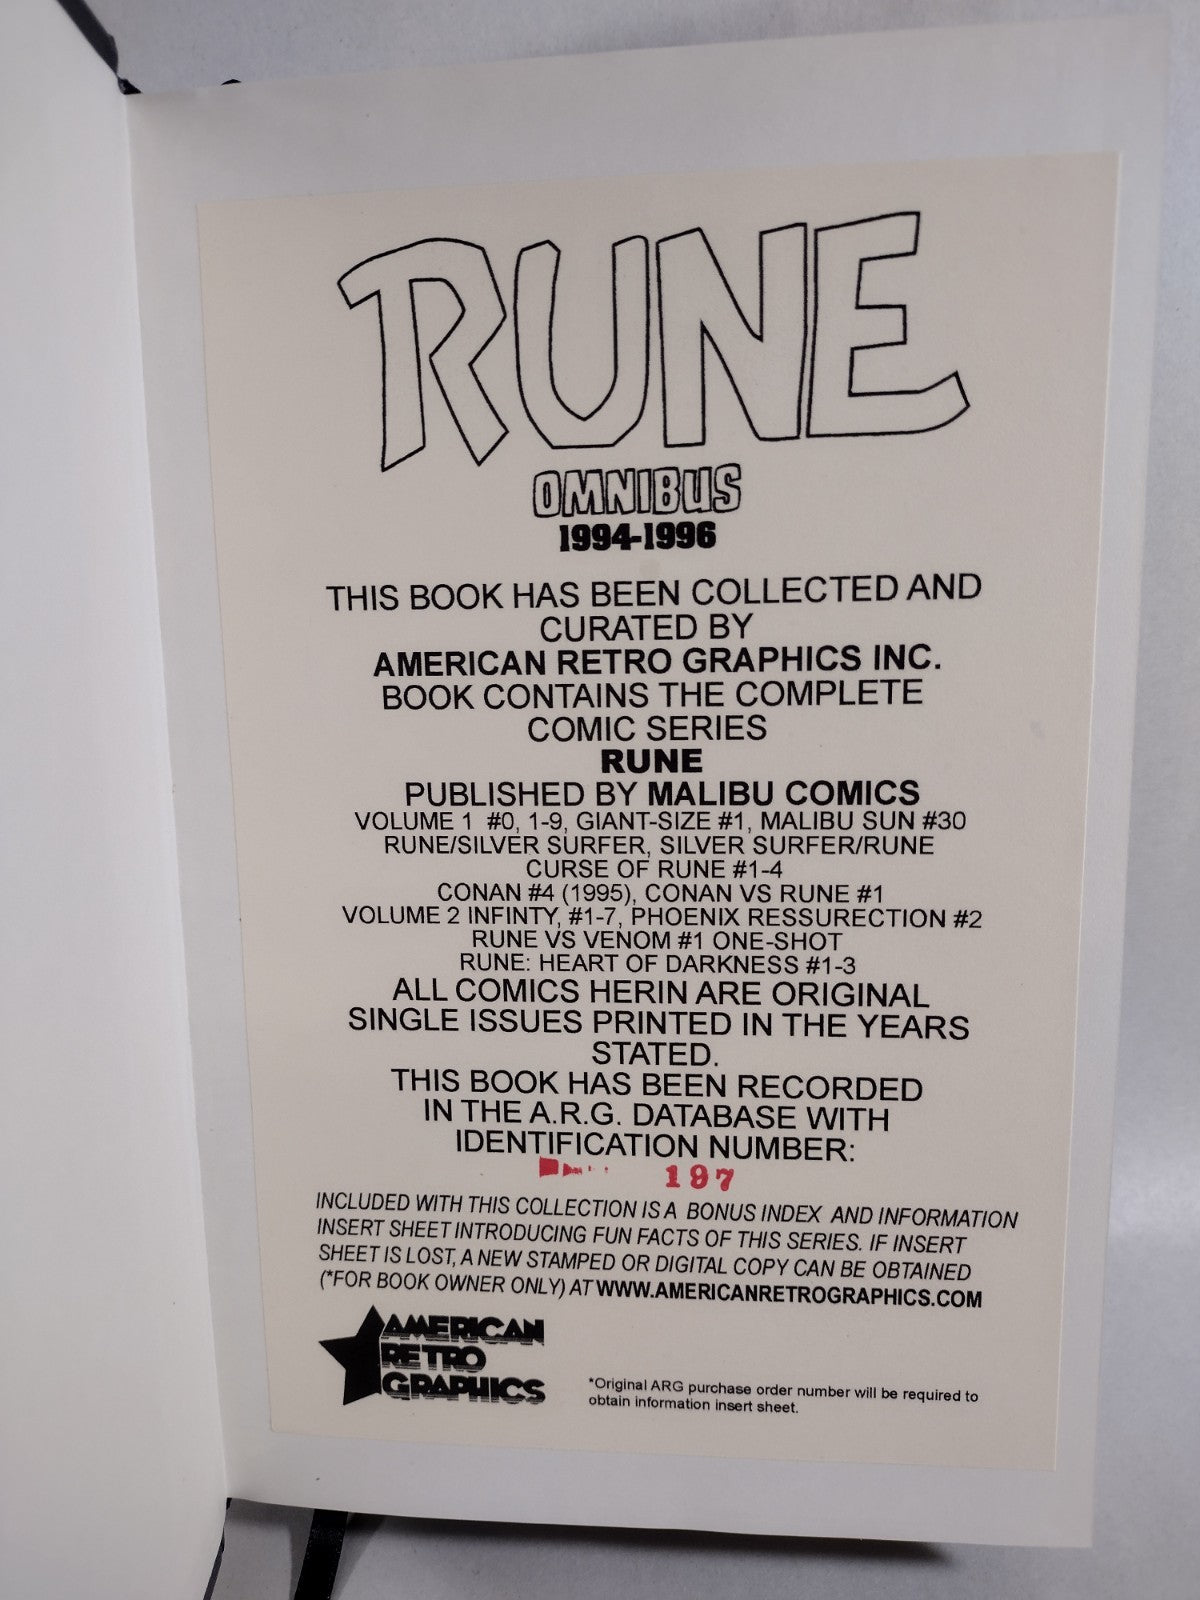 RUNE
OMNIBUS
1994-1996
THIS BOOK HAS BEEN COLLECTED AND
CURATED BY
AMERICAN RETRO GRAPHICS INC.
BOOK CONTAINS THE COMPLETE
COMIC SERIES
RUNE
PUBLISHED BY MALIBU COMICS
VOLUME 1 #0, 1-9, GIANT-SIZE #1, MALIBU SUN #30
RUNE/SILVER SURFER, SILVER SURFER/RUNE
CURSE OF RUNE #1-4
CONAN #4 (1995), CONAN VS RUNE #1
VOLUME 2 INFINTY, #1-7, PHOENIX RESSURECTION #2
RUNE VS VENOM #1 ONE-SHOT
RUNE: HEART OF DARKNESS #1-3
ALL COMICS HERIN ARE ORIGINAL
SINGLE ISSUES PRINTED IN THE YEARS
STATED.
THIS BOOK HAS BEEN RECORDED
IN THE A.R.G. DATABASE WITH
IDENTIFICATION NUMBER:
197
INCLUDED WITH THIS COLLECTION IS A BONUS INDEX AND INFORMATION
INSERT SHEET INTRODUCING FUN FACTS OF THIS SERIES. IF INSERT
SHEET IS LOST, A NEW STAMPED OR DIGITAL COPY CAN BE OBTAINED
(*FOR BOOK OWNER ONLY) AT WWW.AMERICANRETROGRAPHICS.COM
AMERICAN
RETRO
GRAPHICS
*Original ARG purchase order number will be required to
obtain information insert sheet.